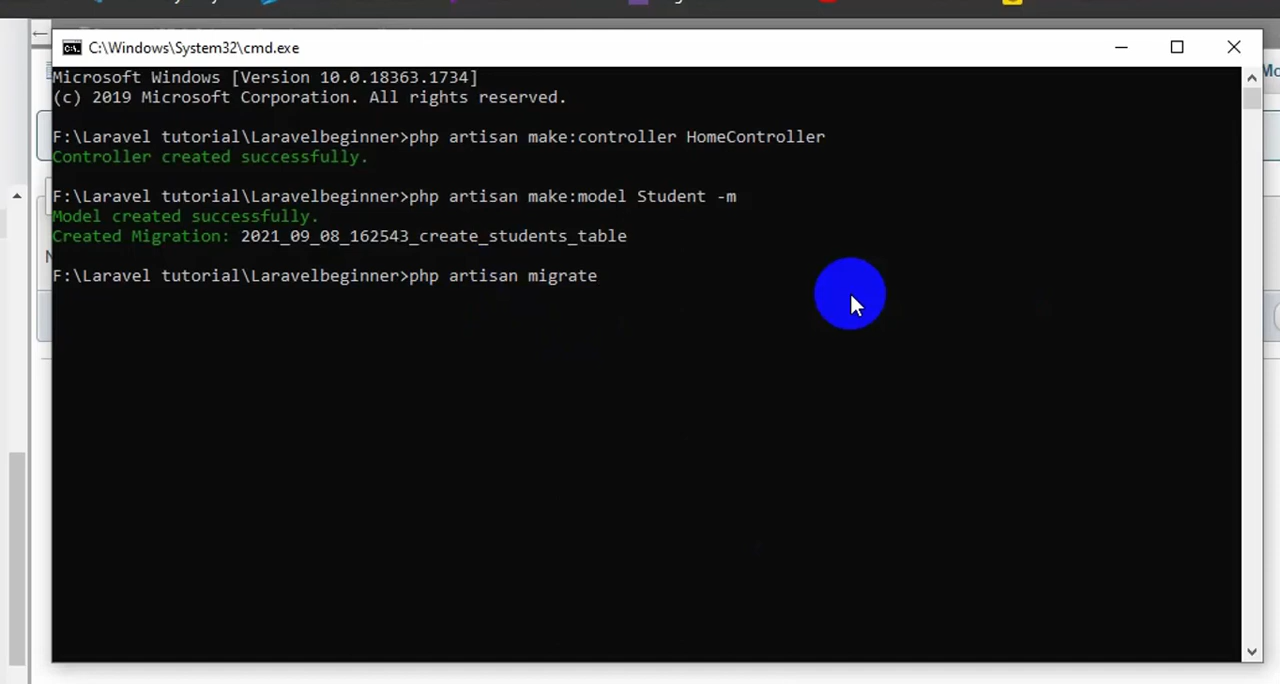 C:\Windows\System32\cmd.exe
Microsoft Windows [Version 10.0.18363.1734]
(c) 2019 Microsoft Corporation. All rights reserved.
F:\Laravel tutorial\Laravelbeginner>php artisan make:controller HomeController
Controller created successfully.
F:\Laravel tutorial\Laravelbeginner>php artisan make:model Student -m
Model created successfully.
Created Migration: 2021_09_08_162543_create_students_table
F:\Laravel tutorial\Laravelbeginner>php artisan migrate